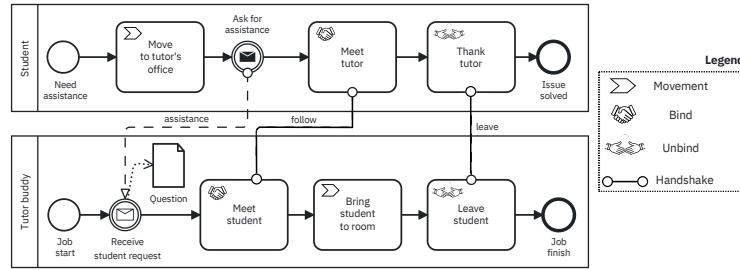 Student
Need
assistance
Move
to tutor's
office
Ask for
assistance
Meet
tutor
Thank
tutor
Issue
solved
assistance
follow
leave
Tutor buddy
Job
start
Receive
student request
Question
Meet
student
Bring
student
to room
Leave
student
Job
finish
Legend
Movement
Bind
Unbind
Handshake